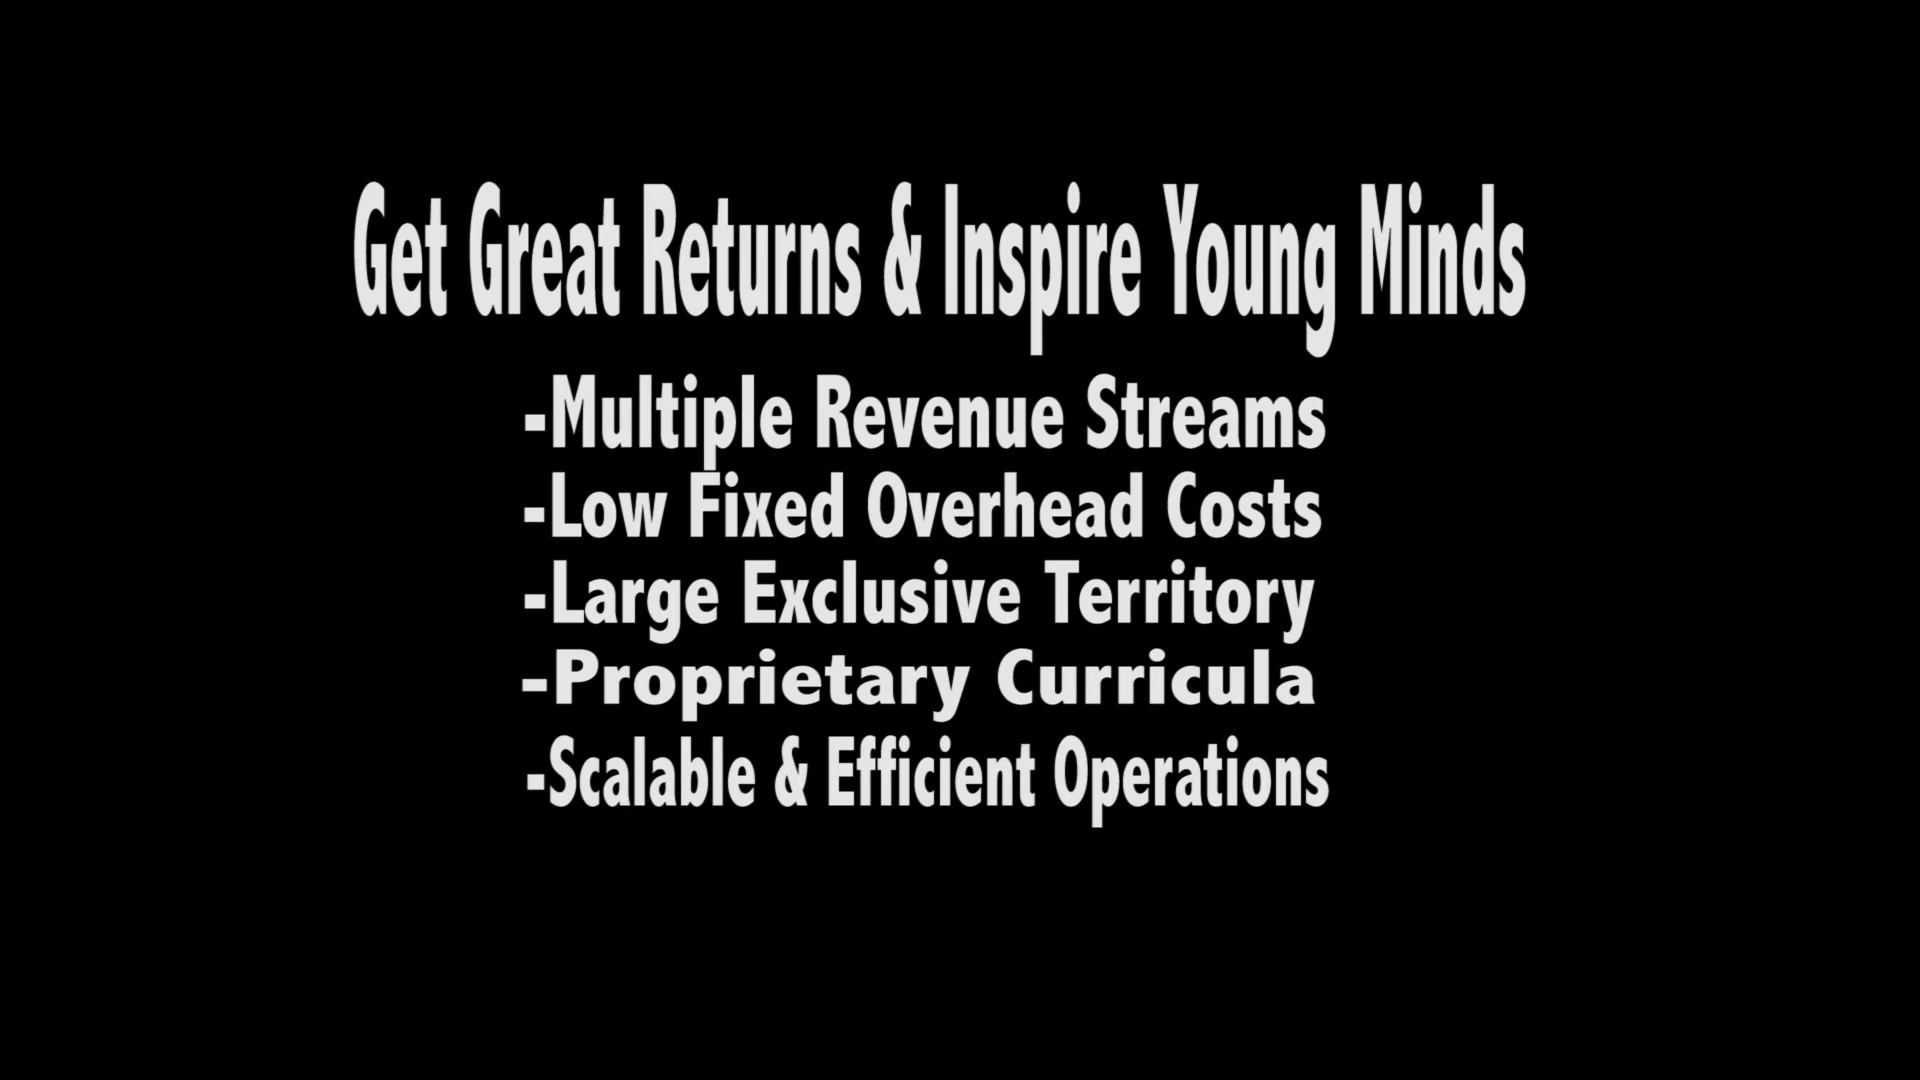 Get Great Returns & Inspire Young Minds
-Multiple Revenue Streams
-Low Fixed Overhead Costs
-Large Exclusive Territory
-Proprietary Curricula
-Scalable & Efficient Operations